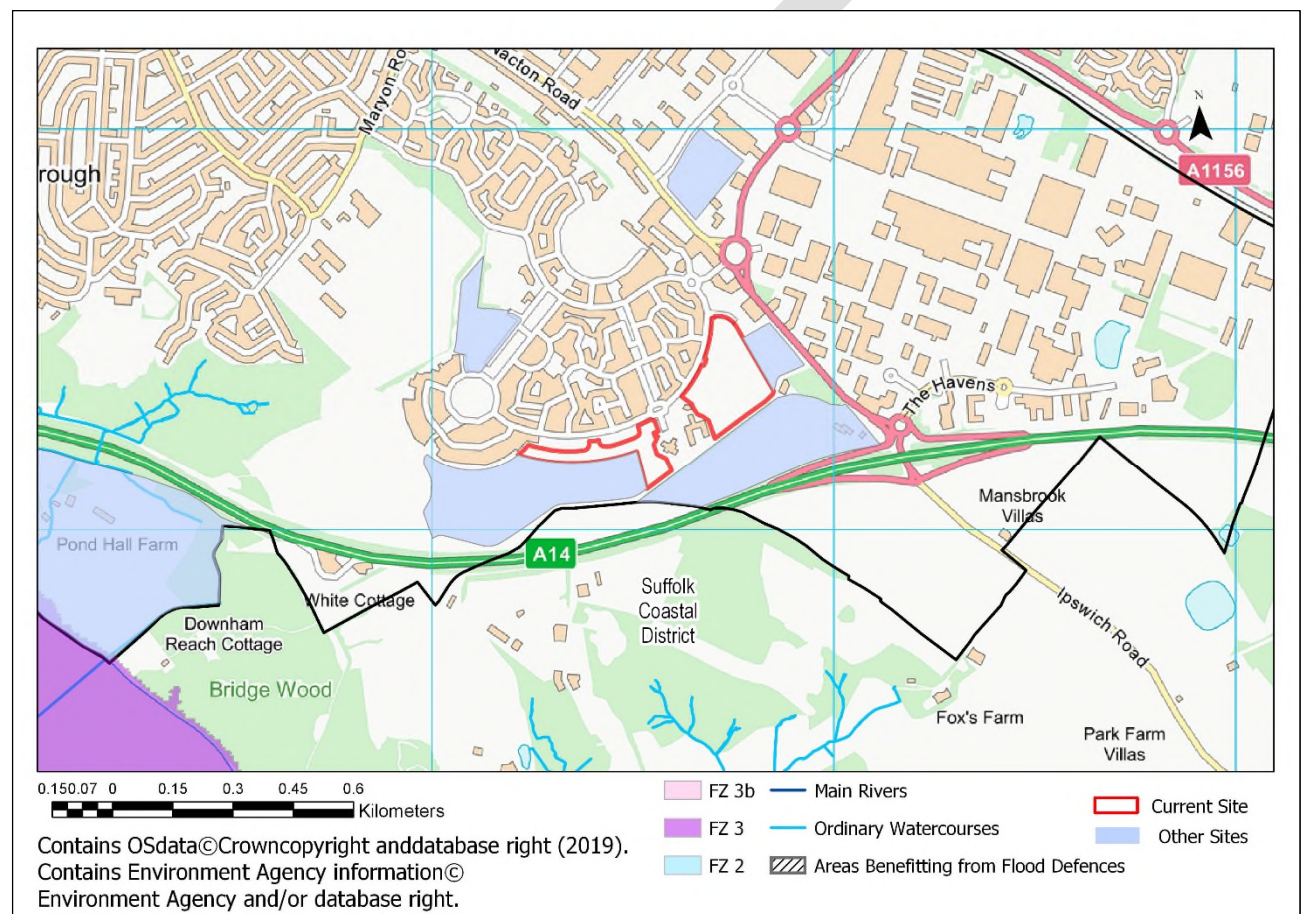 Nacton Road
Maryon Ro
N
A1156
rough
The Havens
Mansbrook
Villas
Pond Hall Farm
A14
White Cottage
Suffolk
Coastal
District
Ipswich Road
Downham
Reach Cottage
Bridge Wood
Fox's Farm
Park Farm
Villas
0.150.07 0 0.15 0.3 0.45 0.6
Kilometers
FZ 3b
Main Rivers
Current Site
FZ 3
Ordinary Watercourses
Other Sites
FZ 2
Areas Benefitting from Flood Defences
Contains OSdata©Crowncopyright anddatabase right (2019).
Contains Environment Agency information©
Environment Agency and/or database right.